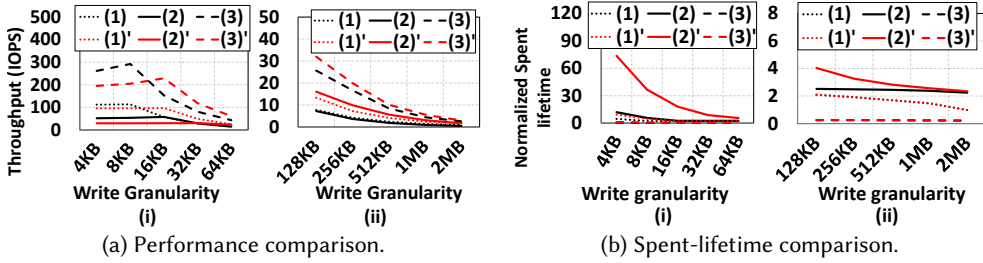 Throughput (IOPS)
500
400
300
200
100
0
(1) (2) (3)
(1)' (2)' (3)'
4KB 8KB 16KB 32KB 64KB
Write Granularity
(i)
50
40
30
20
10
0
(1) (2) (3)
(1)' (2)' (3)'
128KB 256KB 512KB 1MB 2MB
Write Granularity
(ii)
(a) Performance comparison.
Normalized Spent
lifetime
120
90
60
30
0
(1) (2) (3)
(1)' (2)' (3)'
4KB 8KB 16KB 32KB 64KB
Write granularity
(i)
8
6
4
2
0
(1) (2) (3)
(1)' (2)' (3)'
128KB 256KB 512KB 1MB 2MB
Write granularity
(ii)
(b) Spent-lifetime comparison.